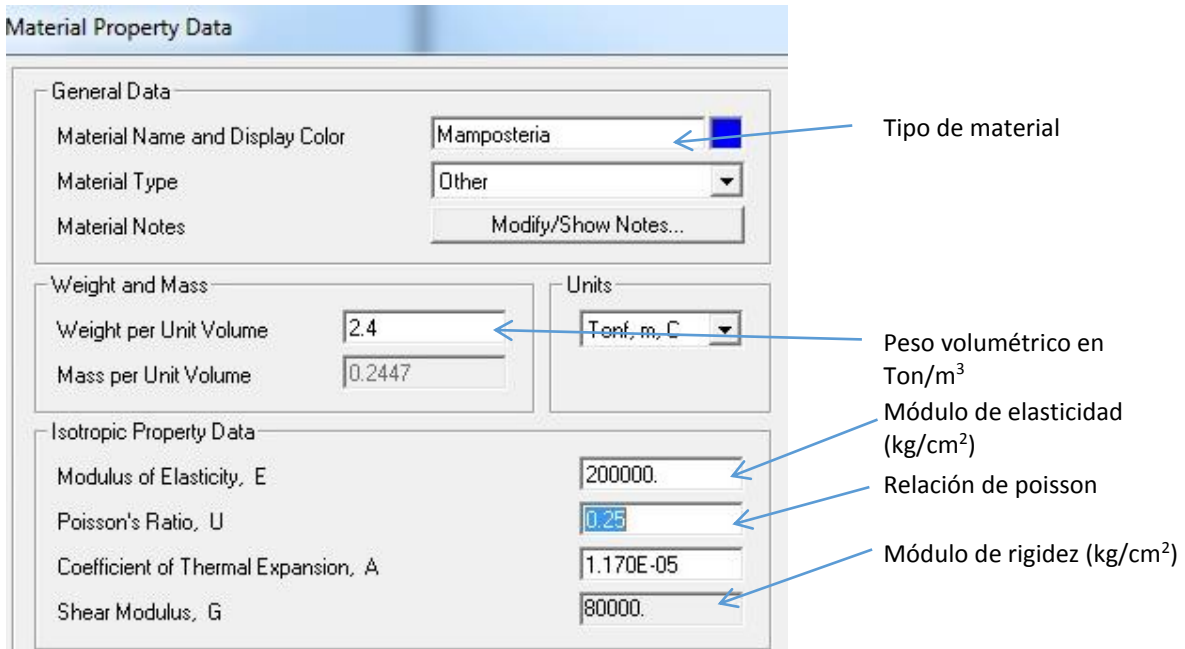 Material Property Data
General Data
Material Name and Display Color
Mamposteria
Tipo de material
Material Type
Other
Material Notes
Modify/Show Notes...
Weight and Mass
Units
Weight per Unit Volume
2.4
Tonf, m, C
Peso volumétrico en
Ton/m³
Mass per Unit Volume
0.2447
Isotropic Property Data
Módulo de elasticidad
(kg/cm²)
Modulus of Elasticity, E
200000.
Relación de poisson
Poisson's Ratio, U
0.25
Coefficient of Thermal Expansion, A
1.170E-05
Módulo de rigidez (kg/cm²)
Shear Modulus, G
80000.